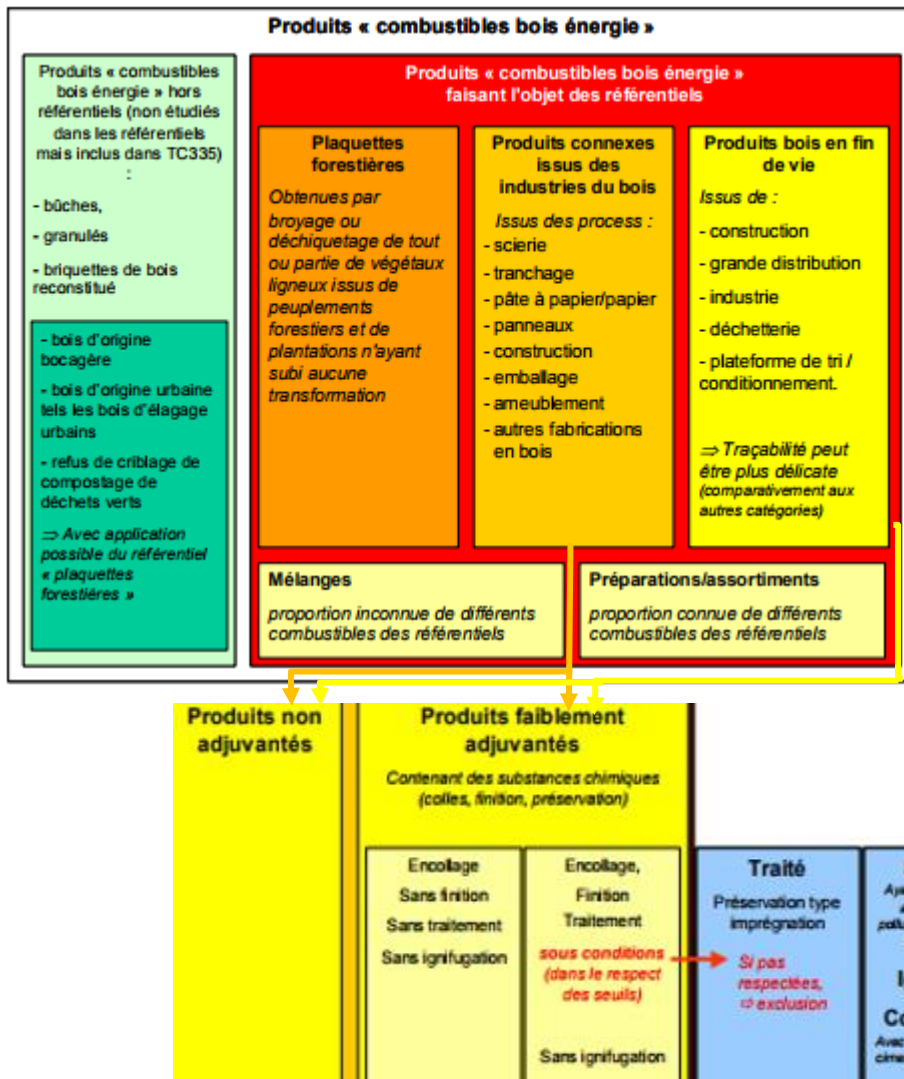 Produits « combustibles bois énergie »
Produits « combustibles
bois énergie » hors
référentiels (non étudiés
dans les référentiels
mais inclus dans TC335)
:
- bûches,
- granulés
- briquettes de bois
reconstitué
- bois d'origine
bocagère
- bois d'origine urbaine
tels les bois d'élagage
urbains
- refus de criblage de
compostage de
déchets verts
⇒ Avec application
possible du référentiel
« plaquettes
forestières »
Produits « combustibles bois énergie »
faisant l'objet des référentiels
Plaquettes
forestières
Obtenues par
broyage ou
déchiquetage de tout
ou partie de végétaux
ligneux issus de
peuplements
forestiers et de
plantations n'ayant
subi aucune
transformation
Produits connexes
issus des
industries du bois
Issus des process :
- scierie
- tranchage
- pâte à papier/papier
- panneaux
- construction
- emballage
- ameublement
- autres fabrications
en bois
Produits bois en fin
de vie
Issus de :
- construction
- grande distribution
- industrie
- déchetterie
- plateforme de tri /
conditionnement.
⇒ Traçabilité peut
être plus délicate
(comparativement aux
autres catégories)
Mélanges
proportion inconnue de différents
combustibles des référentiels
Préparations/assortiments
proportion connue de différents
combustibles des référentiels
Produits non
adjuvantés
Produits faiblement
adjuvantés
Contenant des substances chimiques
(colles, finition, préservation)
Encollage
Sans finition
Sans traitement
Sans ignifugation
Encollage,
Finition
Traitement
sous conditions
(dans le respect
des seuils)
Sans ignifugation
Traité
Préservation type
imprégnation
Si pas
respectées,
⇨ exclusion